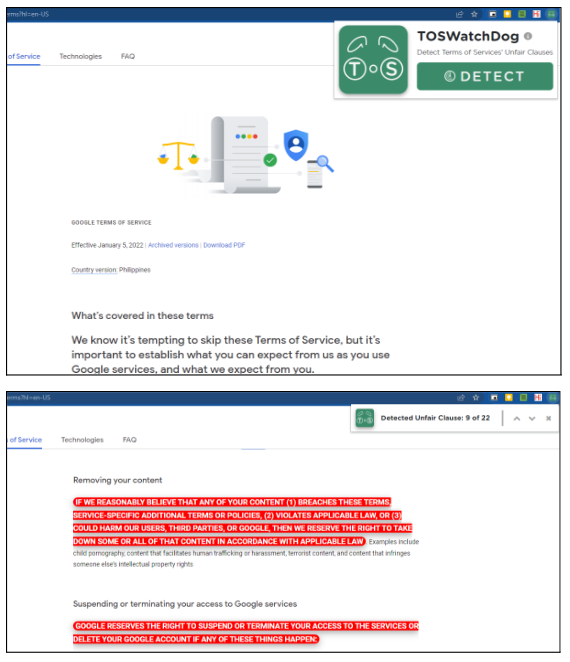 erms?hl=en-US
TOSWatchDog
Detect Terms of Services' Unfair Clauses
T S
DETECT
of Service Technologies FAQ
GOOGLE TERMS OF SERVICE
Effective January 5, 2022 | Archived versions | Download PDF
Country version: Philippines
What's covered in these terms
We know it's tempting to skip these Terms of Service, but it's
important to establish what you can expect from us as you use
Google services, and what we expect from you.
erms?hl=en-US
T S
Detected Unfair Clause: 9 of 22
of Service Technologies FAQ
Removing your content
IF WE REASONABLY BELIEVE THAT ANY OF YOUR CONTENT (1) BREACHES THESE TERMS,
SERVICE-SPECIFIC ADDITIONAL TERMS OR POLICIES, (2) VIOLATES APPLICABLE LAW, OR (3)
COULD HARM OUR USERS, THIRD PARTIES, OR GOOGLE, THEN WE RESERVE THE RIGHT TO TAKE
DOWN SOME OR ALL OF THAT CONTENT IN ACCORDANCE WITH APPLICABLE LAW. Examples include
child pornography, content that facilitates human trafficking or harassment, terrorist content, and content that infringes
someone else's intellectual property rights
Suspending or terminating your access to Google services
GOOGLE RESERVES THE RIGHT TO SUSPEND OR TERMINATE YOUR ACCESS TO THE SERVICES OR
DELETE YOUR GOOGLE ACCOUNT IF ANY OF THESE THINGS HAPPEN: